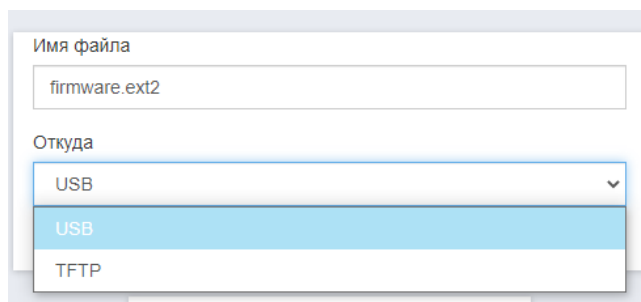 Имя файла
firmware.ext2
Откуда
USB
USB
TFTP